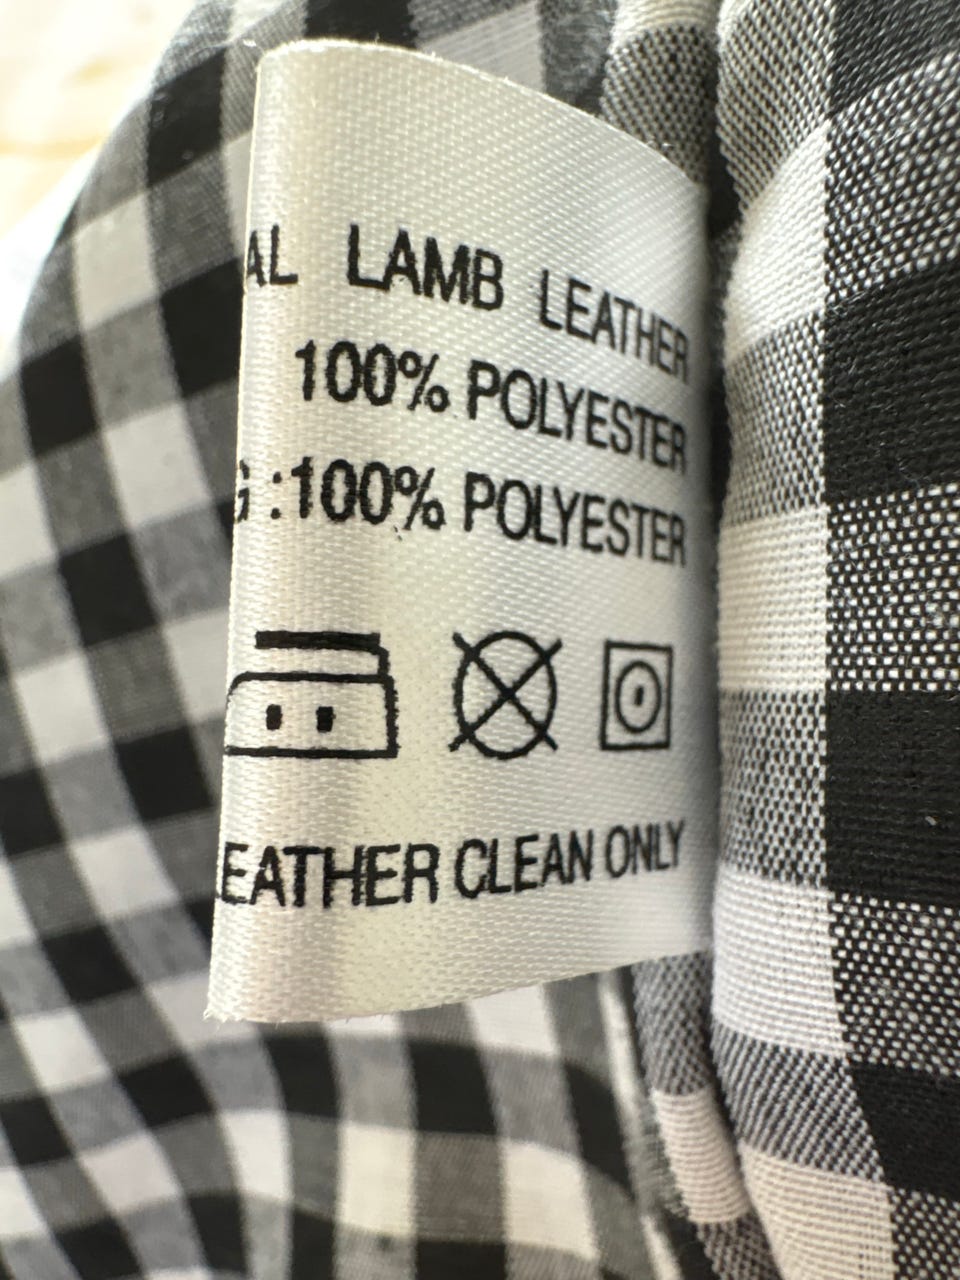 AL LAMB LEATHER
100% POLYESTER
G :100% POLYESTER
EATHER CLEAN ONLY